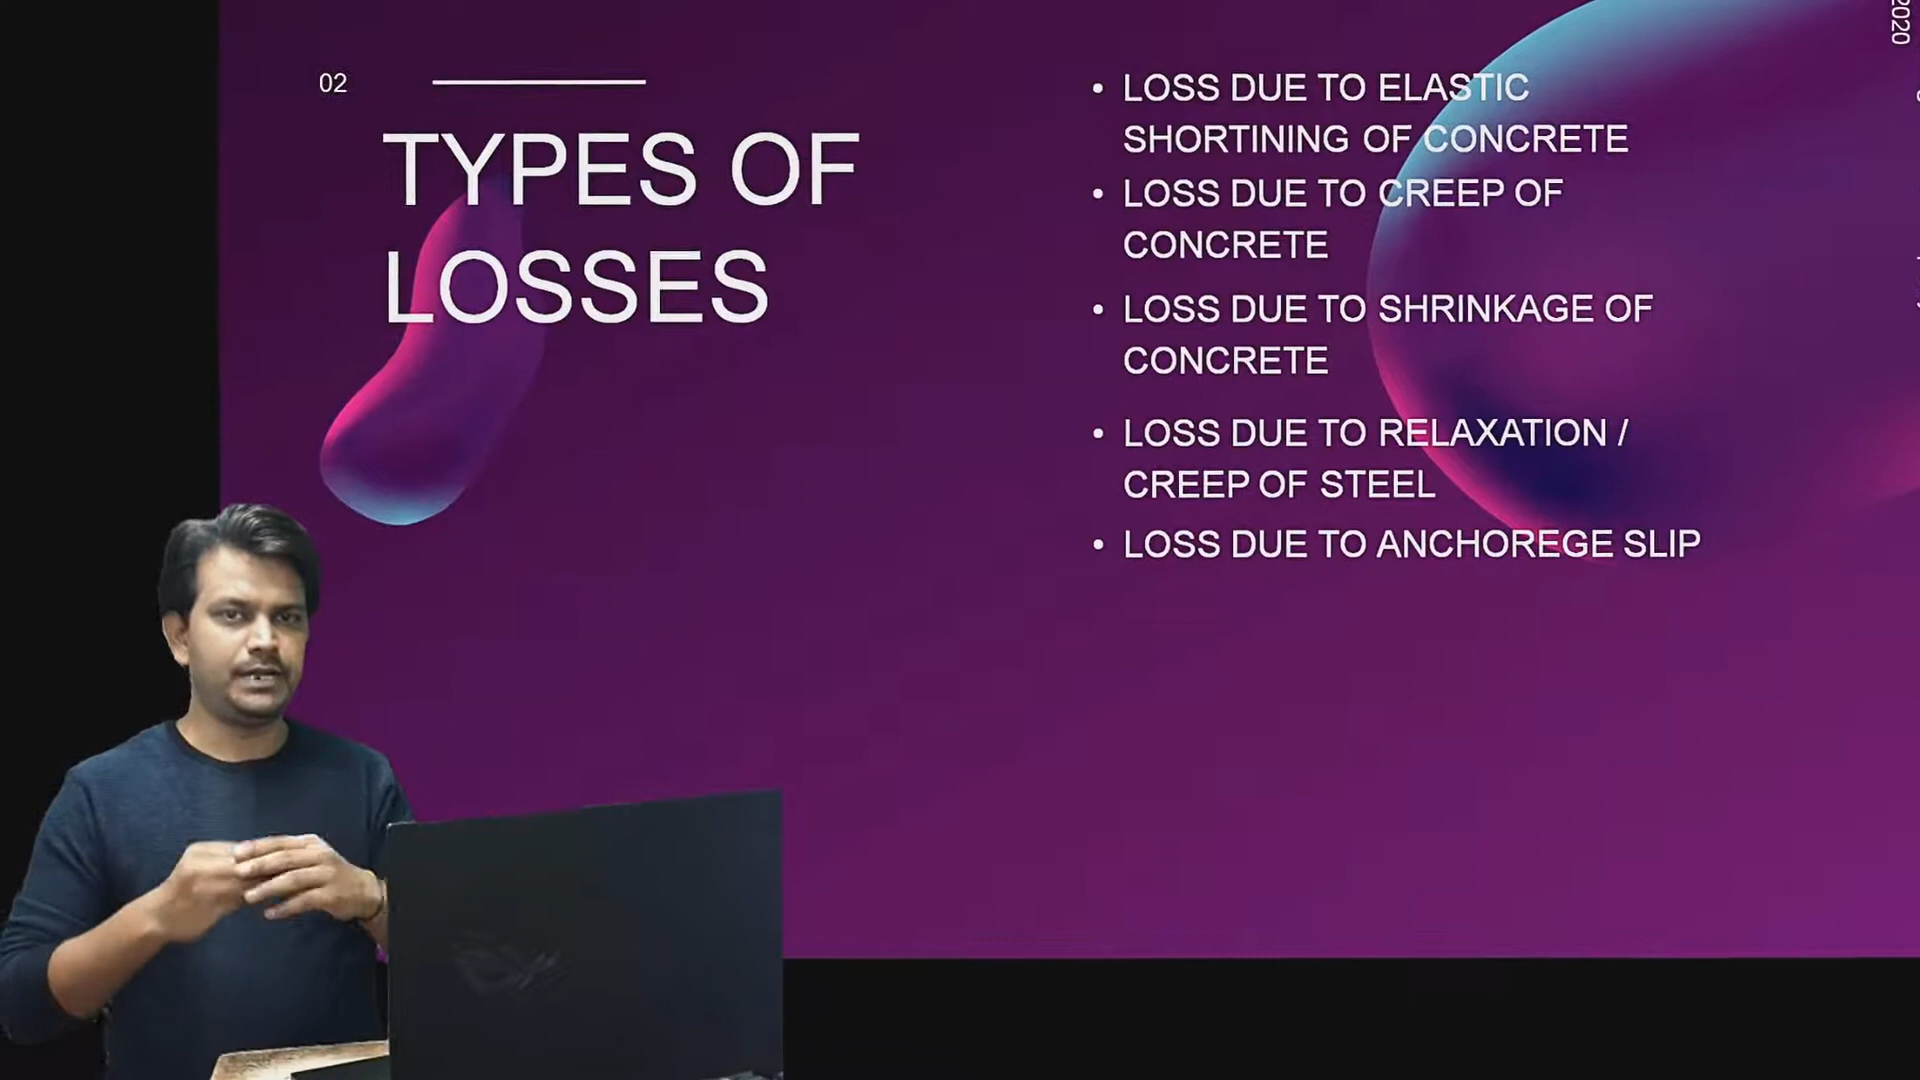 02
TYPES OF
LOSSES
• LOSS DUE TO ELASTIC
SHORTINING OF CONCRETE
• LOSS DUE TO CREEP OF
CONCRETE
• LOSS DUE TO SHRINKAGE OF
CONCRETE
• LOSS DUE TO RELAXATION /
CREEP OF STEEL
• LOSS DUE TO ANCHOREGE SLIP
2020